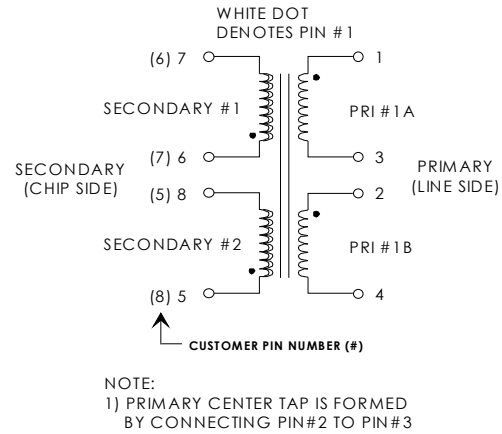 WHITE DOT
DENOTES PIN #1
(6) 7
1
SECONDARY #1
PRI #1A
(7) 6
3
SECONDARY
(CHIP SIDE)
PRIMARY
(LINE SIDE)
(5) 8
2
SECONDARY #2
PRI #1B
(8) 5
4
CUSTOMER PIN NUMBER (#)
NOTE:
1) PRIMARY CENTER TAP IS FORMED
BY CONNECTING PIN#2 TO PIN#3